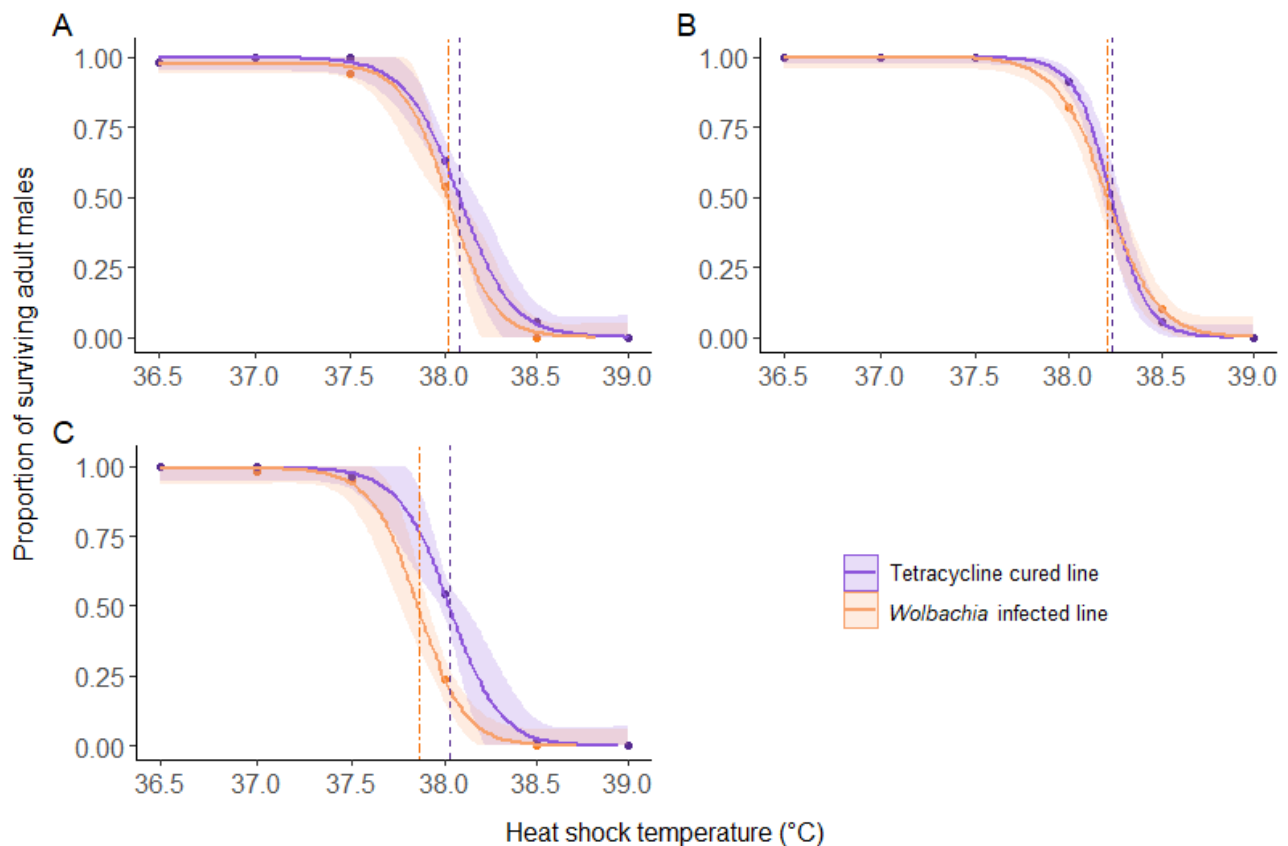 A
B
1.00
0.75
0.50
0.25
0.00
36.5 37.0 37.5 38.0 38.5 39.0
1.00
0.75
0.50
0.25
0.00
36.5 37.0 37.5 38.0 38.5 39.0
C
1.00
0.75
0.50
0.25
0.00
36.5 37.0 37.5 38.0 38.5 39.0
Proportion of surviving adult males
Tetracycline cured line
Wolbachia infected line
Heat shock temperature (°C)